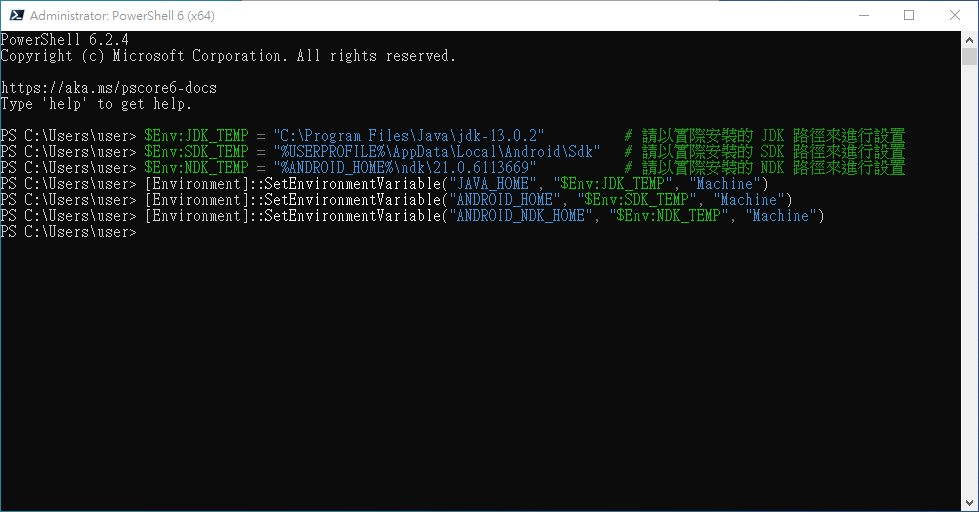 Administrator: PowerShell 6 (x64)
PowerShell 6.2.4
Copyright (c) Microsoft Corporation. All rights reserved.
https://aka.ms/pscore6-docs
Type 'help' to get help.
PS C:\Users\user> $Env:JDK_TEMP = "C:\Program Files\Java\jdk-13.0.2" # 請以實際安裝的 JDK 路徑來進行設置
PS C:\Users\user> $Env:SDK_TEMP = "%USERPROFILE%\AppData\Local\Android\Sdk" # 請以實際安裝的 SDK 路徑來進行設置
PS C:\Users\user> $Env:NDK_TEMP = "%ANDROID_HOME%\ndk\21.0.6113669" # 請以實際安裝的 NDK 路徑來進行設置
PS C:\Users\user> [Environment]::SetEnvironmentVariable("JAVA_HOME", "$Env:JDK_TEMP", "Machine")
PS C:\Users\user> [Environment]::SetEnvironmentVariable("ANDROID_HOME", "$Env:SDK_TEMP", "Machine")
PS C:\Users\user> [Environment]::SetEnvironmentVariable("ANDROID_NDK_HOME", "$Env:NDK_TEMP", "Machine")
PS C:\Users\user>